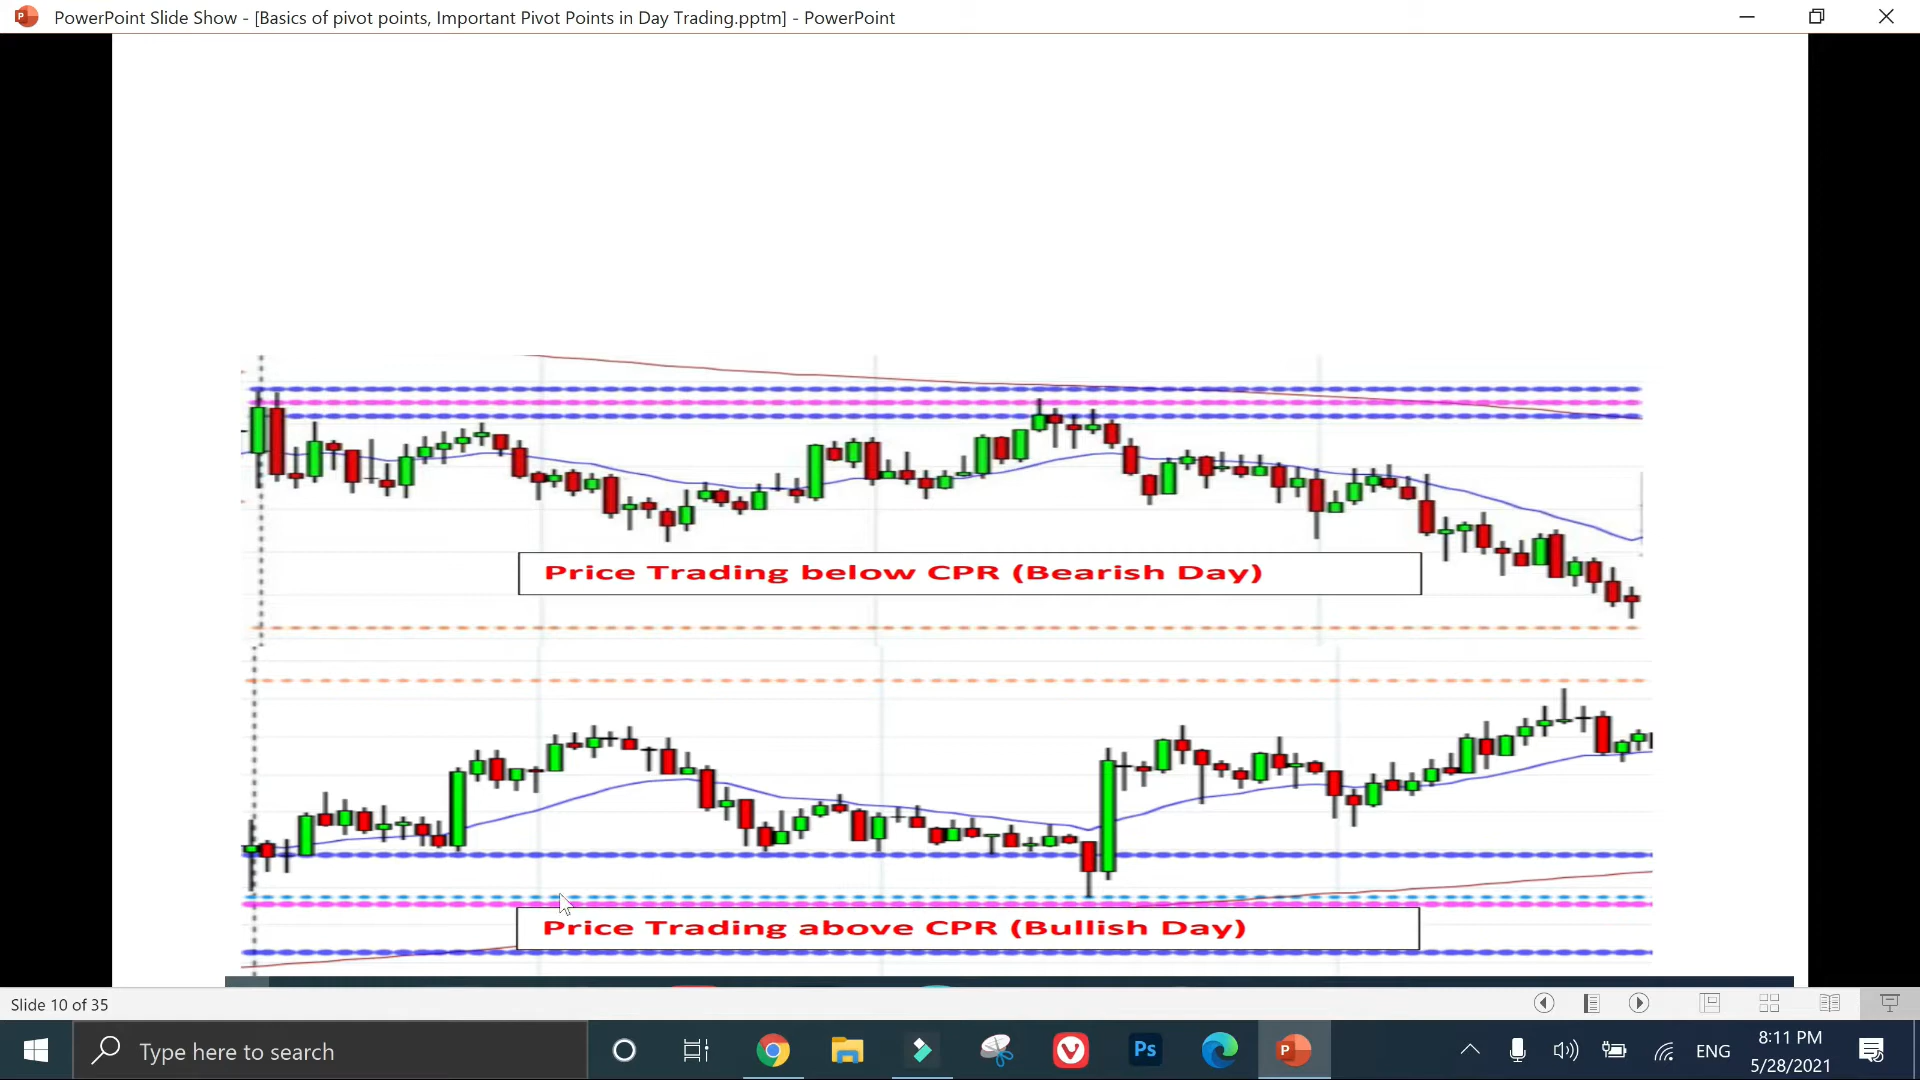 PowerPoint Slide Show - [Basics of pivot points, Important Pivot Points in Day Trading.pptm] - PowerPoint
Price Trading below CPR (Bearish Day)
Price Trading above CPR (Bullish Day)
Slide 10 of 35
Type here to search
Ps
ENG
8:11 PM
5/28/2021